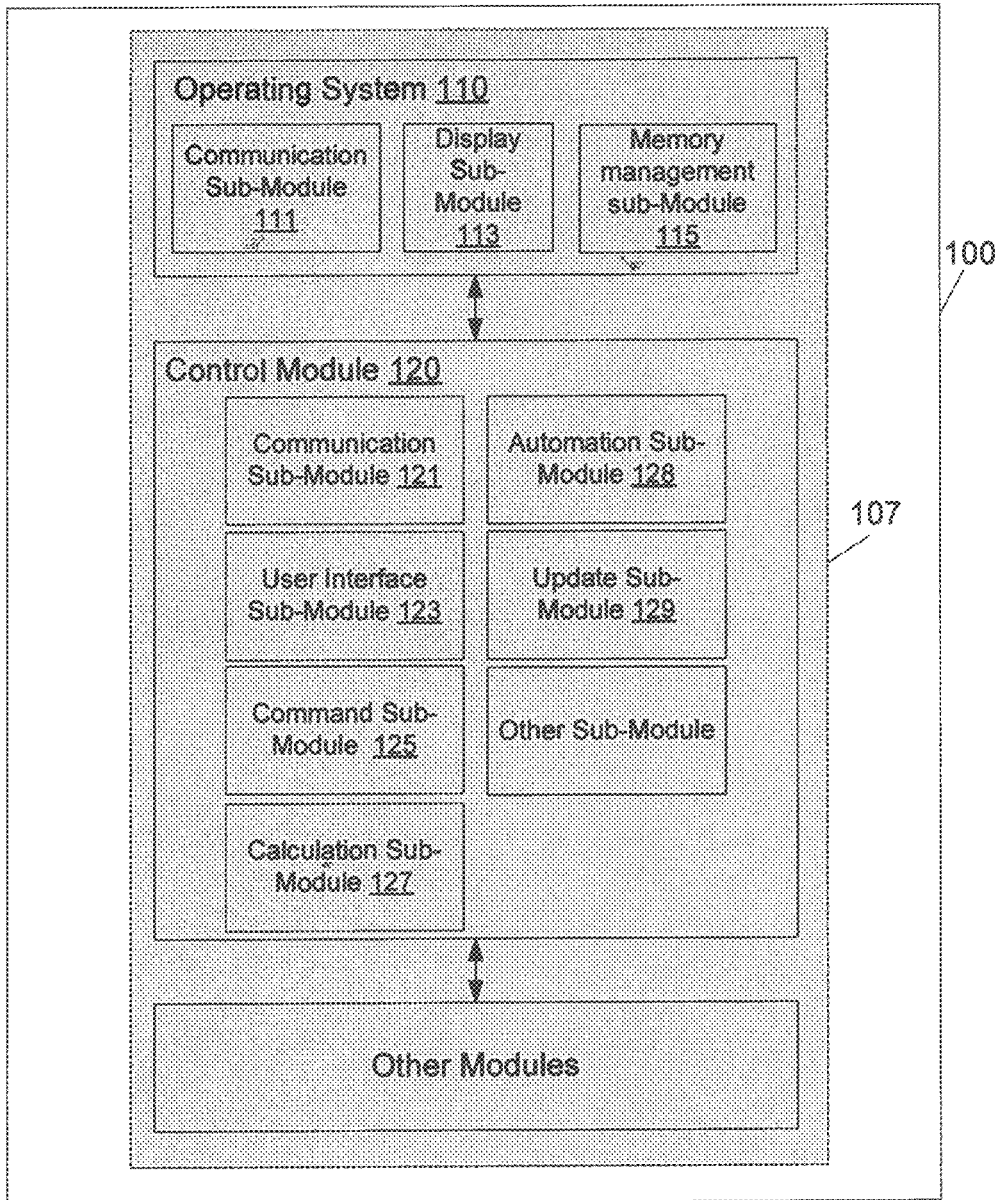 Operating System 110
Communication
Sub-Module
111
Display
Sub-
Module
113
Memory
management
sub-Module
115
100
Control Module 120
Communication
Sub-Module 121
Automation Sub-
Module 128
107
User Interface
Sub-Module 123
Update Sub-
Module 129
Command Sub-
Module 125
Other Sub-Module
Calculation Sub-
Module 127
Other Modules